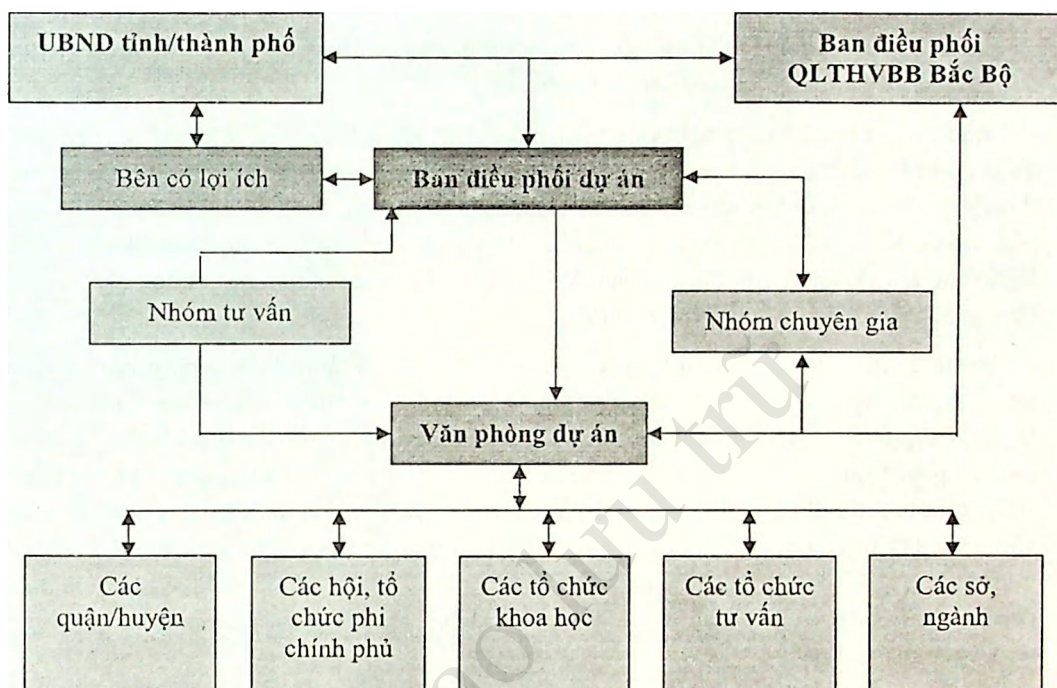 UBND tỉnh/thành phố
Ban điều phối
QLTHVBB Bắc Bộ
Bên có lợi ích
Ban điều phối dự án
Nhóm tư vấn
Nhóm chuyên gia
Văn phòng dự án
Các
quận/huyện
Các hội, tổ
chức phi
chính phủ
Các tổ chức
khoa học
Các tổ chức
tư vấn
Các sở,
ngành
lưu trữ